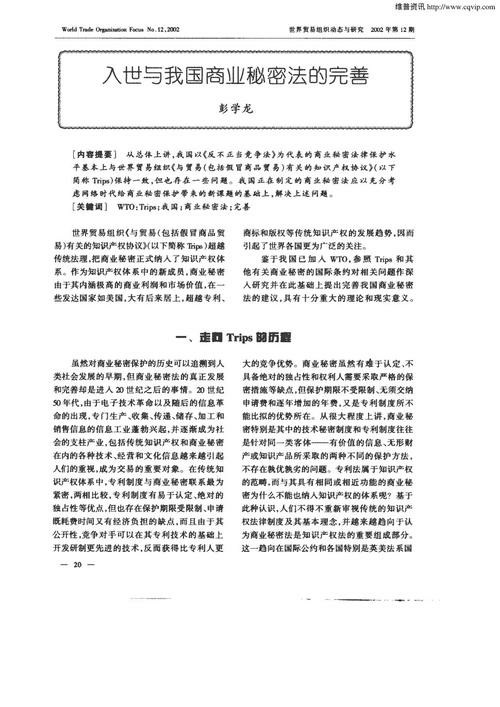 维普资讯 http://www.cqvip.com
World Trade Organization Focus No.12,2002
世界贸易组织动态与研究 2002年第12期
入世与我国商业秘密法的完善
彭学龙
[内容提要] 从总体上讲,我国以《反不正当竞争法》为代表的商业秘密法律保护水
平基本上与世界贸易组织《与贸易(包括假冒商品贸易)有关的知识产权协议》(以下
简称Trips)保持一致,但也存在一些问题。我国正在制定的商业秘密法应以充分考
虑网络时代给商业秘密保护带来的新课题的基础上,解决上述问题。
[关键词] WTO;Trips;我国;商业秘密法;完善
世界贸易组织《与贸易(包括假冒商品贸
易)有关的知识产权协议》(以下简称Trips)超越
传统法理,把商业秘密正式纳入了知识产权体
系。作为知识产权体系中的新成员,商业秘密
由于其内涵极高的商业利润和市场价值,在一
些发达国家如美国,大有后来居上,超越专利、
商标和版权等传统知识产权的发展趋势,因而
引起了世界各国更为广泛的关注。
鉴于我国已加入WTO,参照Trips和其
他有关商业秘密的国际条约对相关问题作深
入研究并在此基础上提出完善我国商业秘密
法的建议,具有十分重大的理论和现实意义。
一、走向Trips的历程
虽然对商业秘密保护的历史可以追溯到人
类社会发展的早期,但商业秘密法的真正发展
和完善却是进入20世纪之后的事情。20世纪
50年代,由于电子技术革命以及随后的信息革
命的出现,专门生产、收集、传递、储存、加工和
销售信息的信息工业蓬勃兴起,并逐渐成为社
会的支柱产业,包括传统知识产权和商业秘密
在内的各种技术、经营和文化信息越来越引起
人们的重视,成为交易的重要对象。在传统知
识产权体系中,专利制度与商业秘密联系最为
紧密,两相比较,专利制度有易于认定、绝对的
独占性等优点,但也存在保护期限受限制、申请
既耗费时间又有经济负担的缺点,而且由于其
公开性,竞争对手可以在其专利技术的基础上
开发研制更先进的技术,反而获得比专利人更
大的竞争优势。商业秘密虽然有难于认定、不
具备绝对的独占性和权利人需要采取严格的保
密措施等缺点,但保护期限不受限制、无须交纳
申请费和逐年增加的年费,又是专利制度所不
能比拟的优势所在。从很大程度上讲,商业秘
密特别是其中的技术秘密制度和专利制度往往
是针对同一类客体——有价值的信息、无形财
产或知识产品所采取的两种不同的保护方法,
不存在孰优孰劣的问题。专利法属于知识产权
的范畴,而与其具有相同或相近功能的商业秘
密为什么不能也纳入知识产权的体系呢?基于
此种认识,人们不得不重新审视传统的知识产
权法律制度及其基本理念,并越来越趋向于认
为商业秘密法是知识产权法的重要组成部分。
这一趋向在国际公约和各国特别是英美法系国
— 20 —